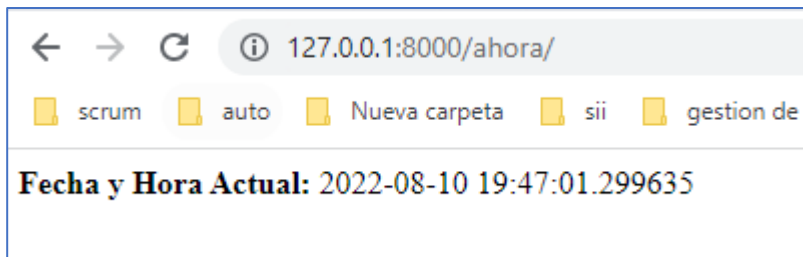 127.0.0.1:8000/ahora/
scrum auto Nueva carpeta sii gestion de
Fecha y Hora Actual: 2022-08-10 19:47:01.299635